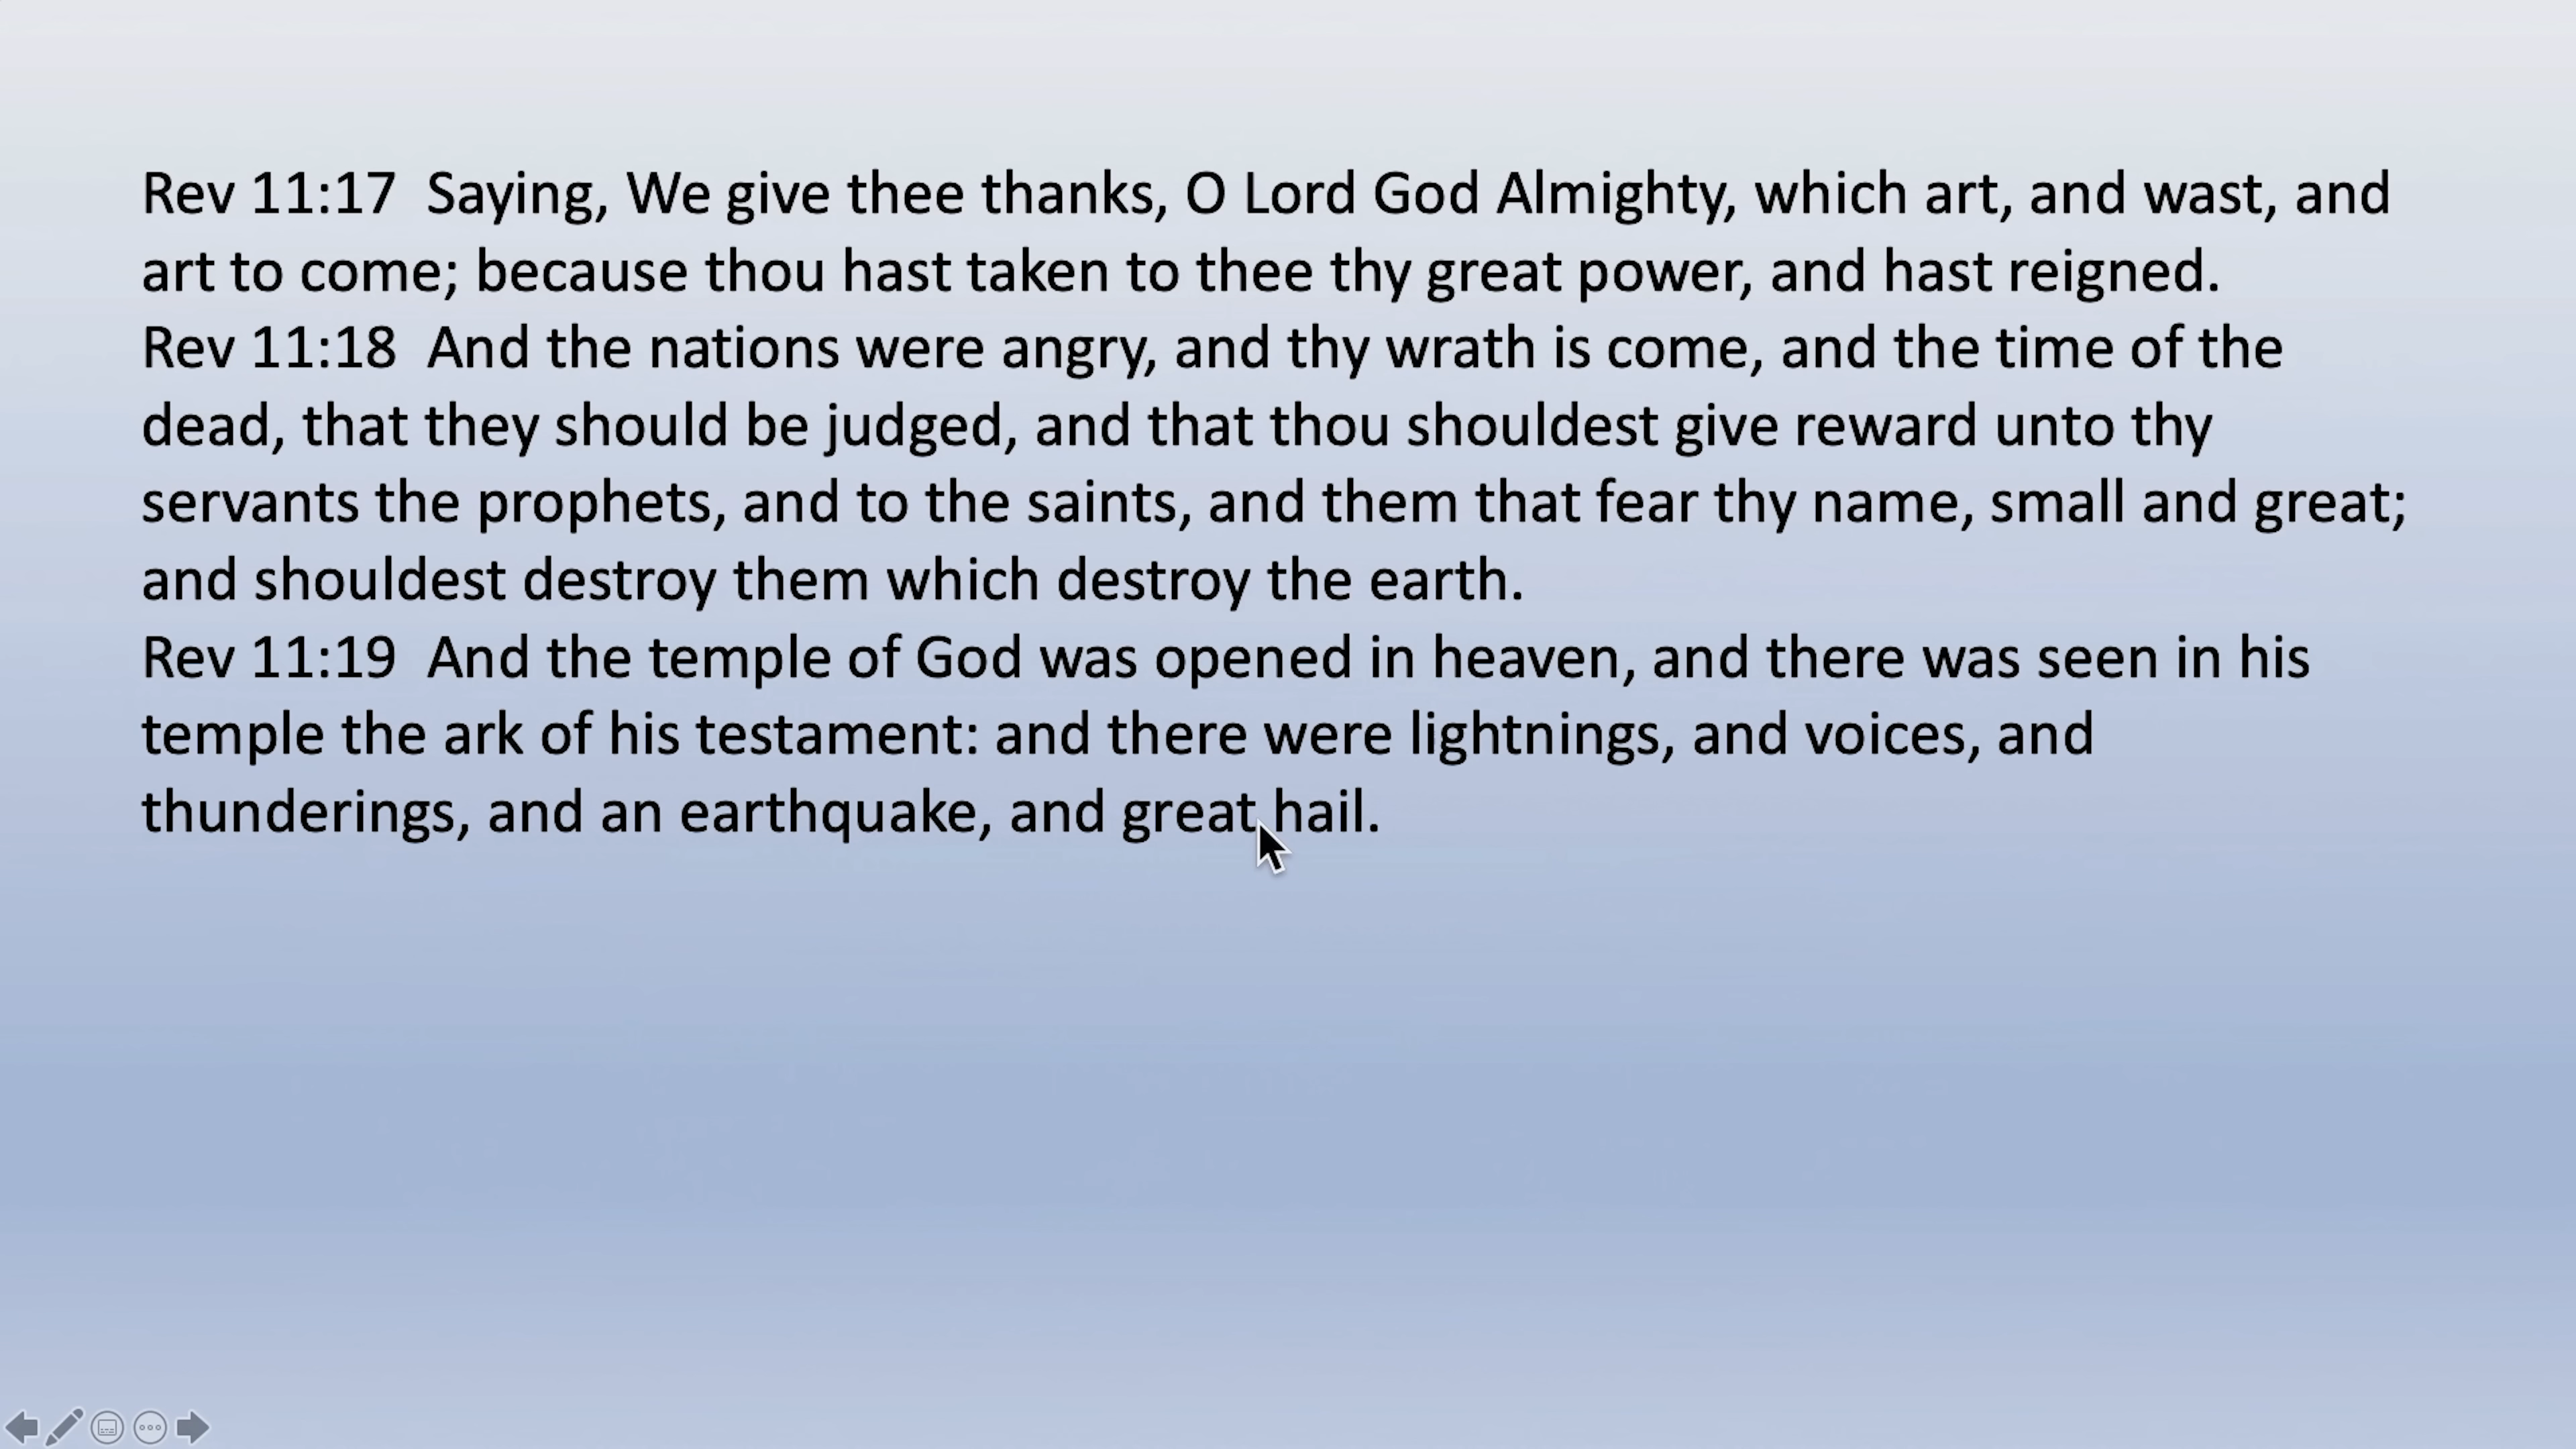 Rev 11:17  Saying, We give thee thanks, O Lord God Almighty, which art, and wast, and
art to come; because thou hast taken to thee thy great power, and hast reigned.
Rev 11:18  And the nations were angry, and thy wrath is come, and the time of the
dead, that they should be judged, and that thou shouldest give reward unto thy
servants the prophets, and to the saints, and them that fear thy name, small and great;
and shouldest destroy them which destroy the earth.
Rev 11:19  And the temple of God was opened in heaven, and there was seen in his
temple the ark of his testament: and there were lightnings, and voices, and
thunderings, and an earthquake, and great hail.